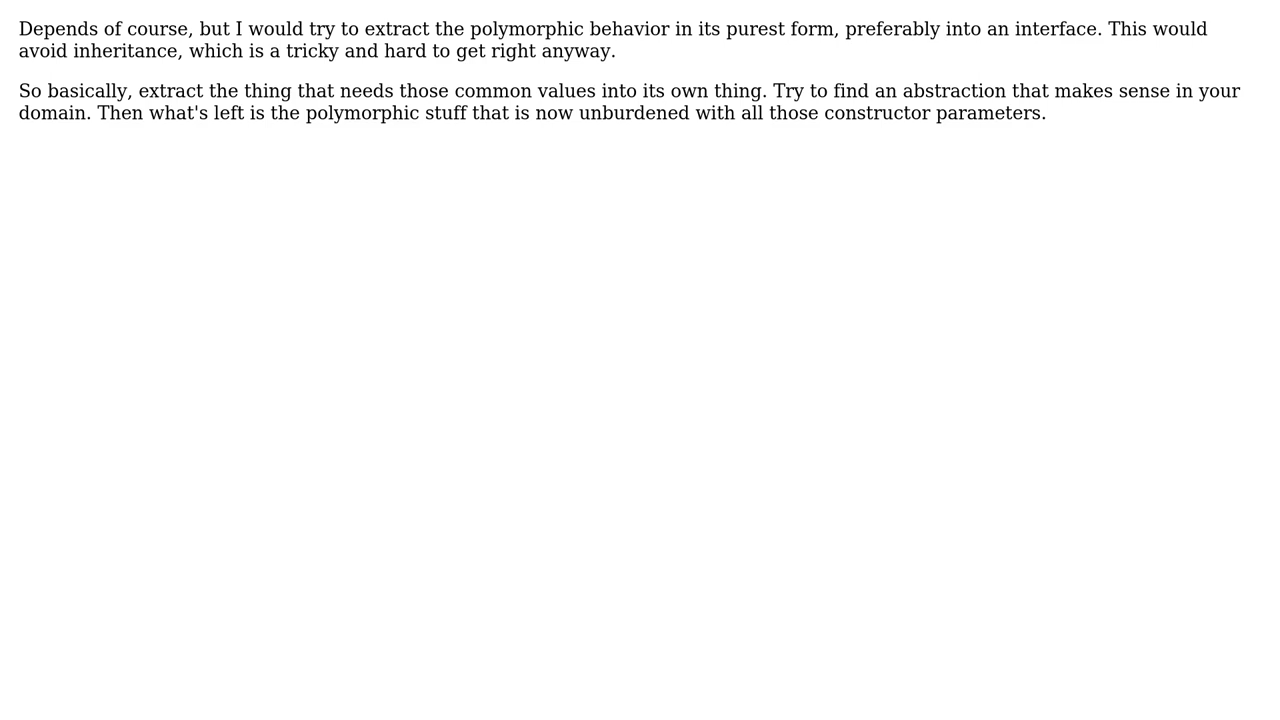 Depends of course, but I would try to extract the polymorphic behavior in its purest form, preferably into an interface. This would
avoid inheritance, which is a tricky and hard to get right anyway.
So basically, extract the thing that needs those common values into its own thing. Try to find an abstraction that makes sense in your
domain. Then what's left is the polymorphic stuff that is now unburdened with all those constructor parameters.